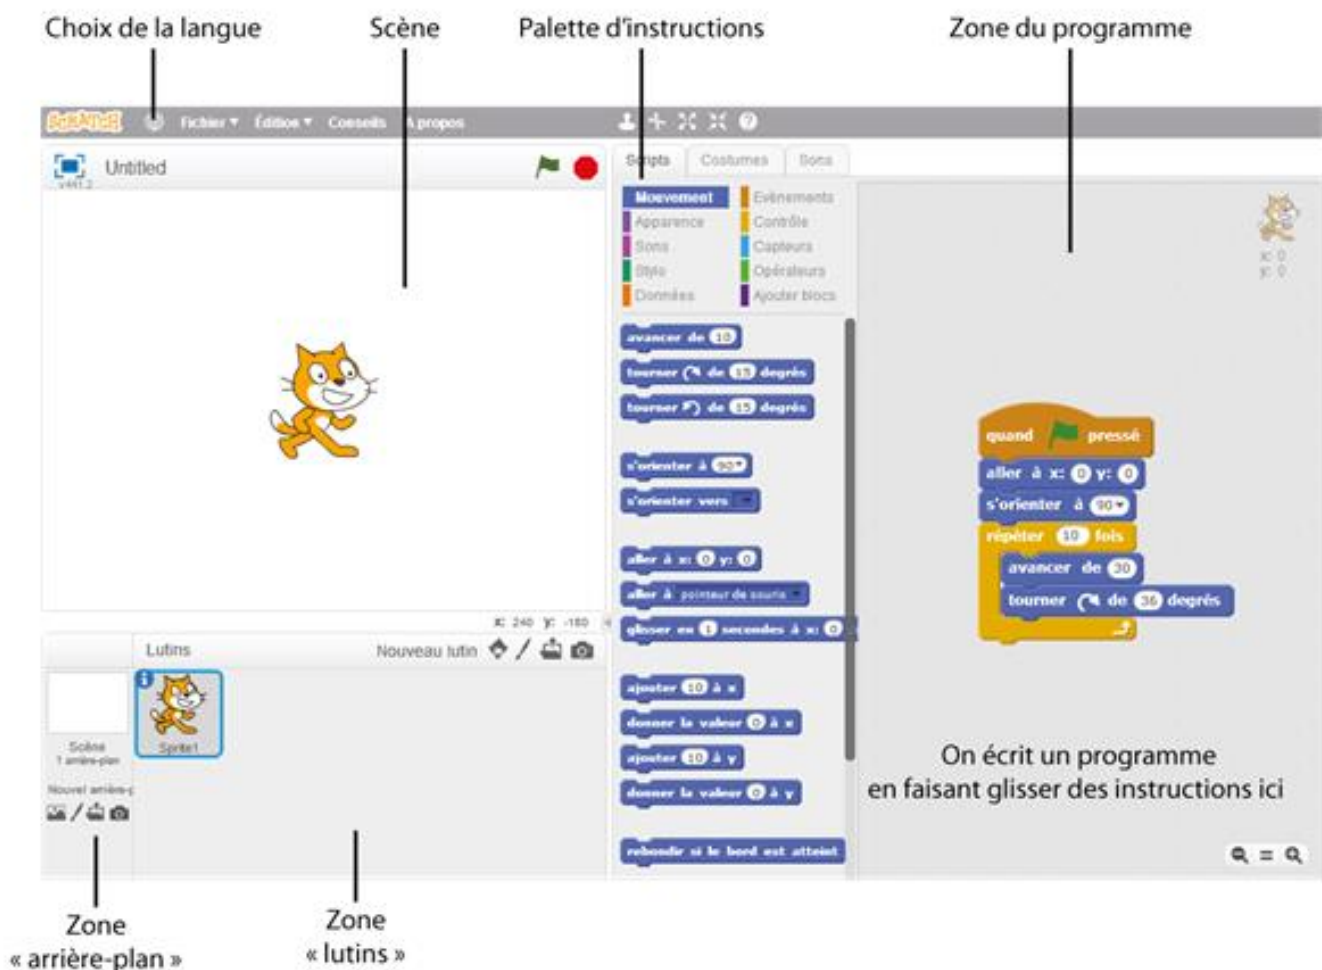 Choix de la langue
Scène
Palette d'instructions
Zone du programme
SCRATCH
Fichier
Édition
Conseils
A propos
Untitled
v441.2
Scripts
Costumes
Sons
Mouvement
Evènements
Apparence
Contrôle
Sons
Capteurs
Stylo
Opérateurs
Données
Ajouter blocs
x: 0
y: 0
avancer de 10
tourner de 15 degrés
tourner de 15 degrés
s'orienter à 90
s'orienter vers
aller à x: 0 y: 0
aller à pointeur de souris
glisser en 1 secondes à x: 0
ajouter 10 à x
donner la valeur 0 à x
ajouter 10 à y
donner la valeur 0 à y
rebondir si le bord est atteint
quand pressé
aller à x: 0 y: 0
s'orienter à 90
répéter 10 fois
avancer de 30
tourner de 36 degrés
On écrit un programme
en faisant glisser des instructions ici
x: 240 y: -180
Lutins
Nouveau lutin
Sprite1
Scène
1 arrière-plan
Nouvel arrière-p
Zone
« arrière-plan »
Zone
« lutins »